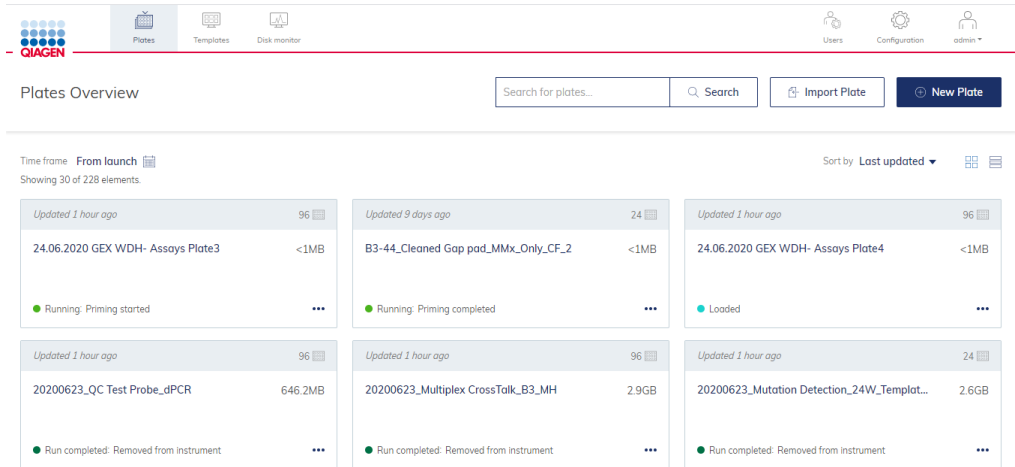 QIAGEN
Plates
Templates
Disk monitor
Users
Configuration
admin
Plates Overview
Search for plates...
Search
Import Plate
New Plate
Time frame From launch
Sort by Last updated
Showing 30 of 228 elements.
Updated 1 hour ago 96
24.06.2020 GEX WDH- Assays Plate3 <1MB
Running: Priming started
Updated 9 days ago 24
B3-44_Cleaned Gap pad_MMx_Only_CF_2 <1MB
Running: Priming completed
Updated 1 hour ago 96
24.06.2020 GEX WDH- Assays Plate4 <1MB
Loaded
Updated 1 hour ago 96
20200623_QC Test Probe_dPCR 646.2MB
Run completed: Removed from instrument
Updated 1 hour ago 96
20200623_Multiplex CrossTalk_B3_MH 2.9GB
Run completed: Removed from instrument
Updated 1 hour ago 24
20200623_Mutation Detection_24W_Templat... 2.6GB
Run completed: Removed from instrument